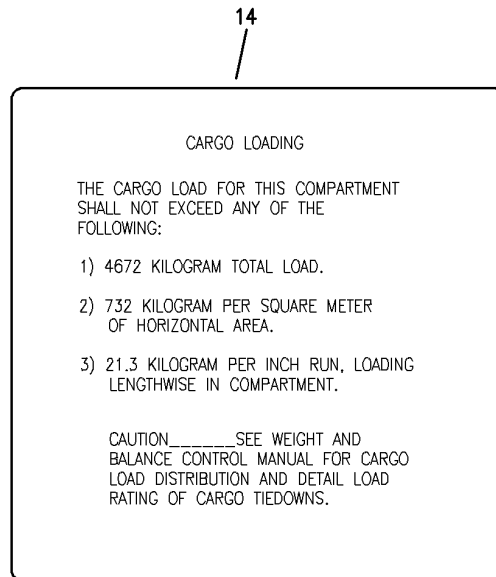 14
CARGO LOADING
THE CARGO LOAD FOR THIS COMPARTMENT
SHALL NOT EXCEED ANY OF THE
FOLLOWING:
1) 4672 KILOGRAM TOTAL LOAD.
2) 732 KILOGRAM PER SQUARE METER
OF HORIZONTAL AREA.
3) 21.3 KILOGRAM PER INCH RUN, LOADING
LENGTHWISE IN COMPARTMENT.
CAUTION______SEE WEIGHT AND
BALANCE CONTROL MANUAL FOR CARGO
LOAD DISTRIBUTION AND DETAIL LOAD
RATING OF CARGO TIEDOWNS.